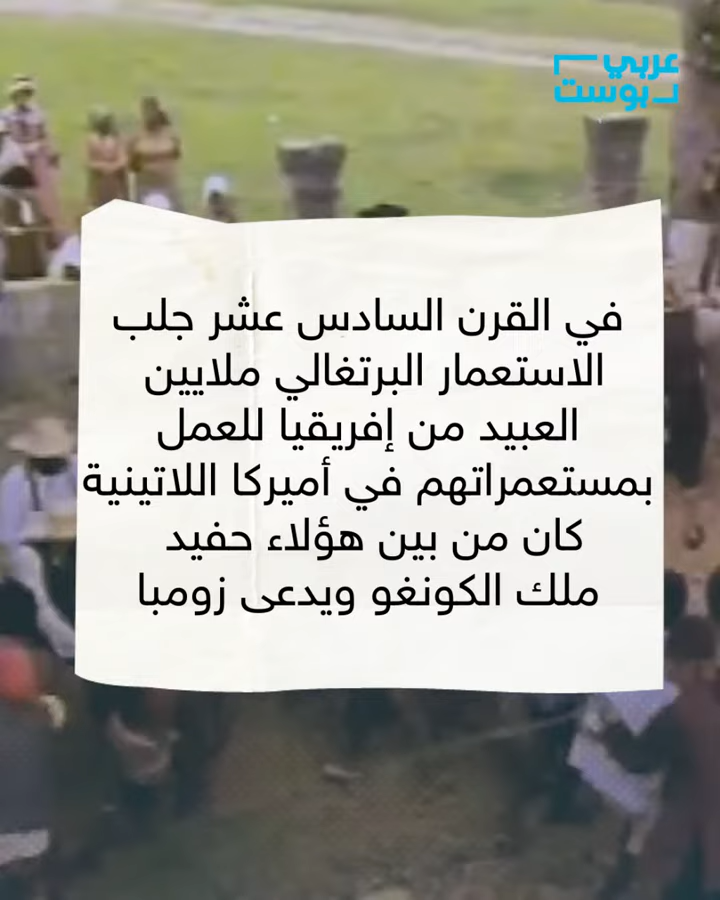 عربي
بوست
في القرن السادس عشر جلب
الاستعمار البرتغالي ملايين
العبيد من إفريقيا للعمل
بمستعمراتهم في أميركا اللاتينية
كان من بين هؤلاء حفيد
ملك الكونغو ويدعى زومبا